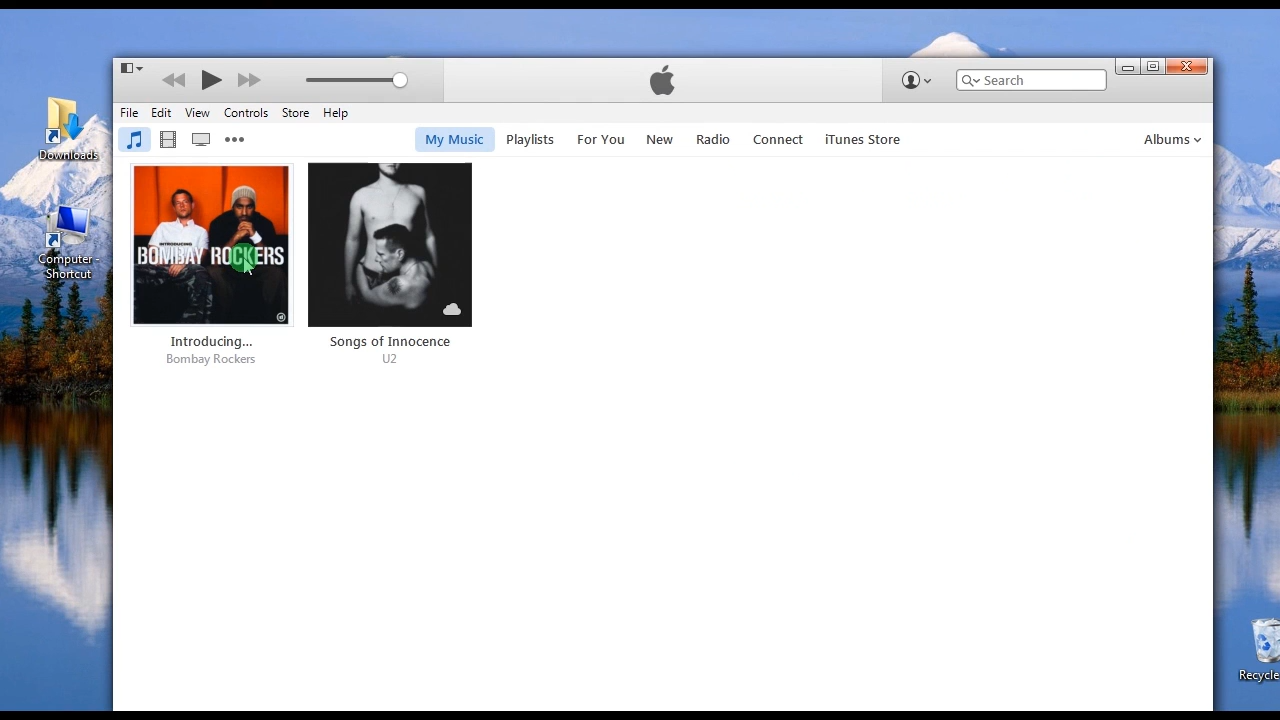 Search
File Edit View Controls Store Help
My Music Playlists For You New Radio Connect iTunes Store Albums
Downloads
Computer -
Shortcut
INTRODUCING
BOMBAY ROCKERS
Introducing...
Bombay Rockers
Songs of Innocence
U2
Recycle